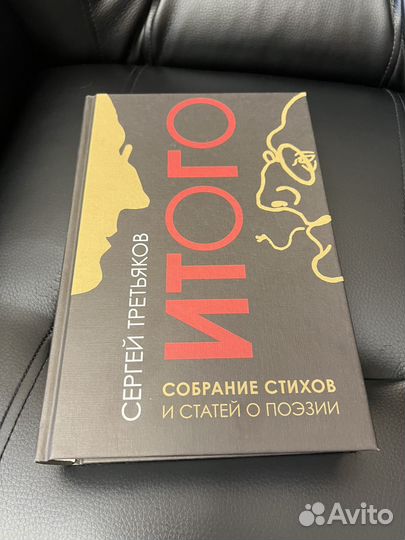 СЕРГЕЙ ТРЕТЬЯКОВ
ИТОГО
СОБРАНИЕ СТИХОВ
И СТАТЕЙ О ПОЭЗИИ
Avito